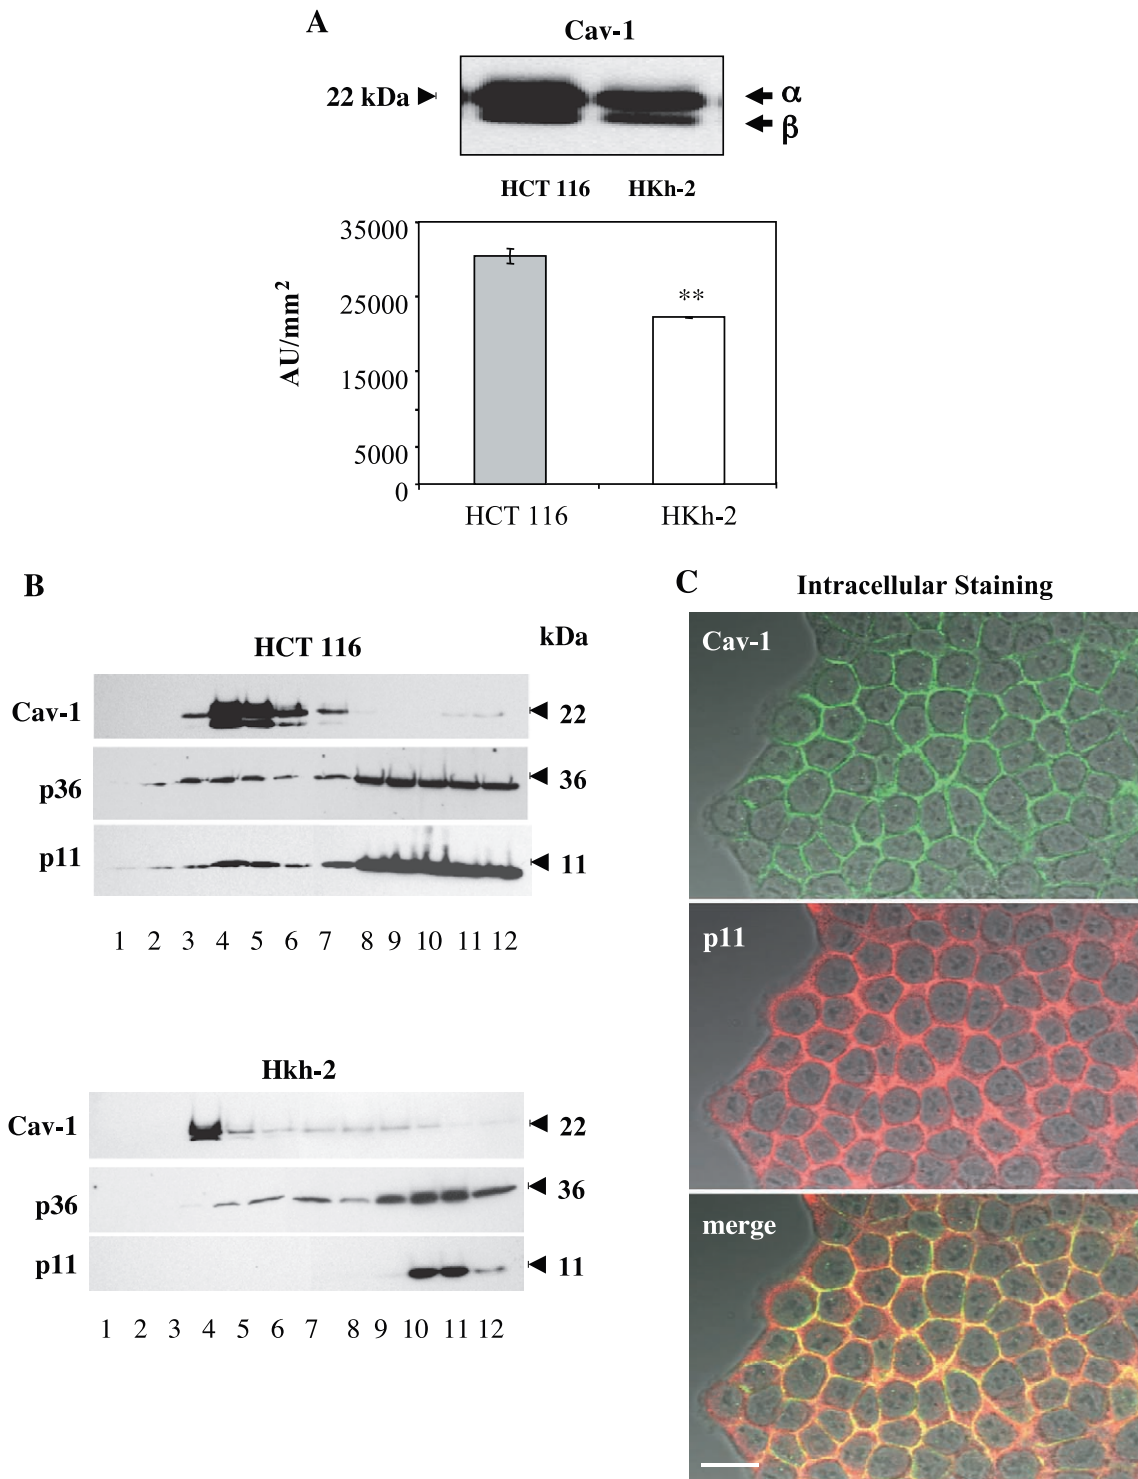 A
Cav-1
22 kDa
α
β
HCT 116 HKh-2
35000
25000
15000
5000
0
AU/mm²
**
HCT 116 HKh-2
B
HCT 116
kDa
Cav-1 22
p36 36
p11 11
1 2 3 4 5 6 7 8 9 10 11 12
Hkh-2
Cav-1 22
p36 36
p11 11
1 2 3 4 5 6 7 8 9 10 11 12
C
Intracellular Staining
Cav-1
p11
merge